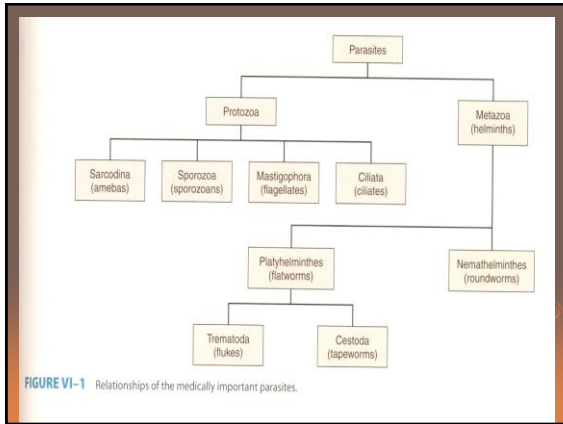 Parasites
Protozoa
Metazoa
(helminths)
Sarcodina
(amebas)
Sporozoa
(sporozoans)
Mastigophora
(flagellates)
Ciliata
(ciliates)
Platyhelminthes
(flatworms)
Nemathelminthes
(roundworms)
Trematoda
(flukes)
Cestoda
(tapeworms)
FIGURE VI–1 Relationships of the medically important parasites.